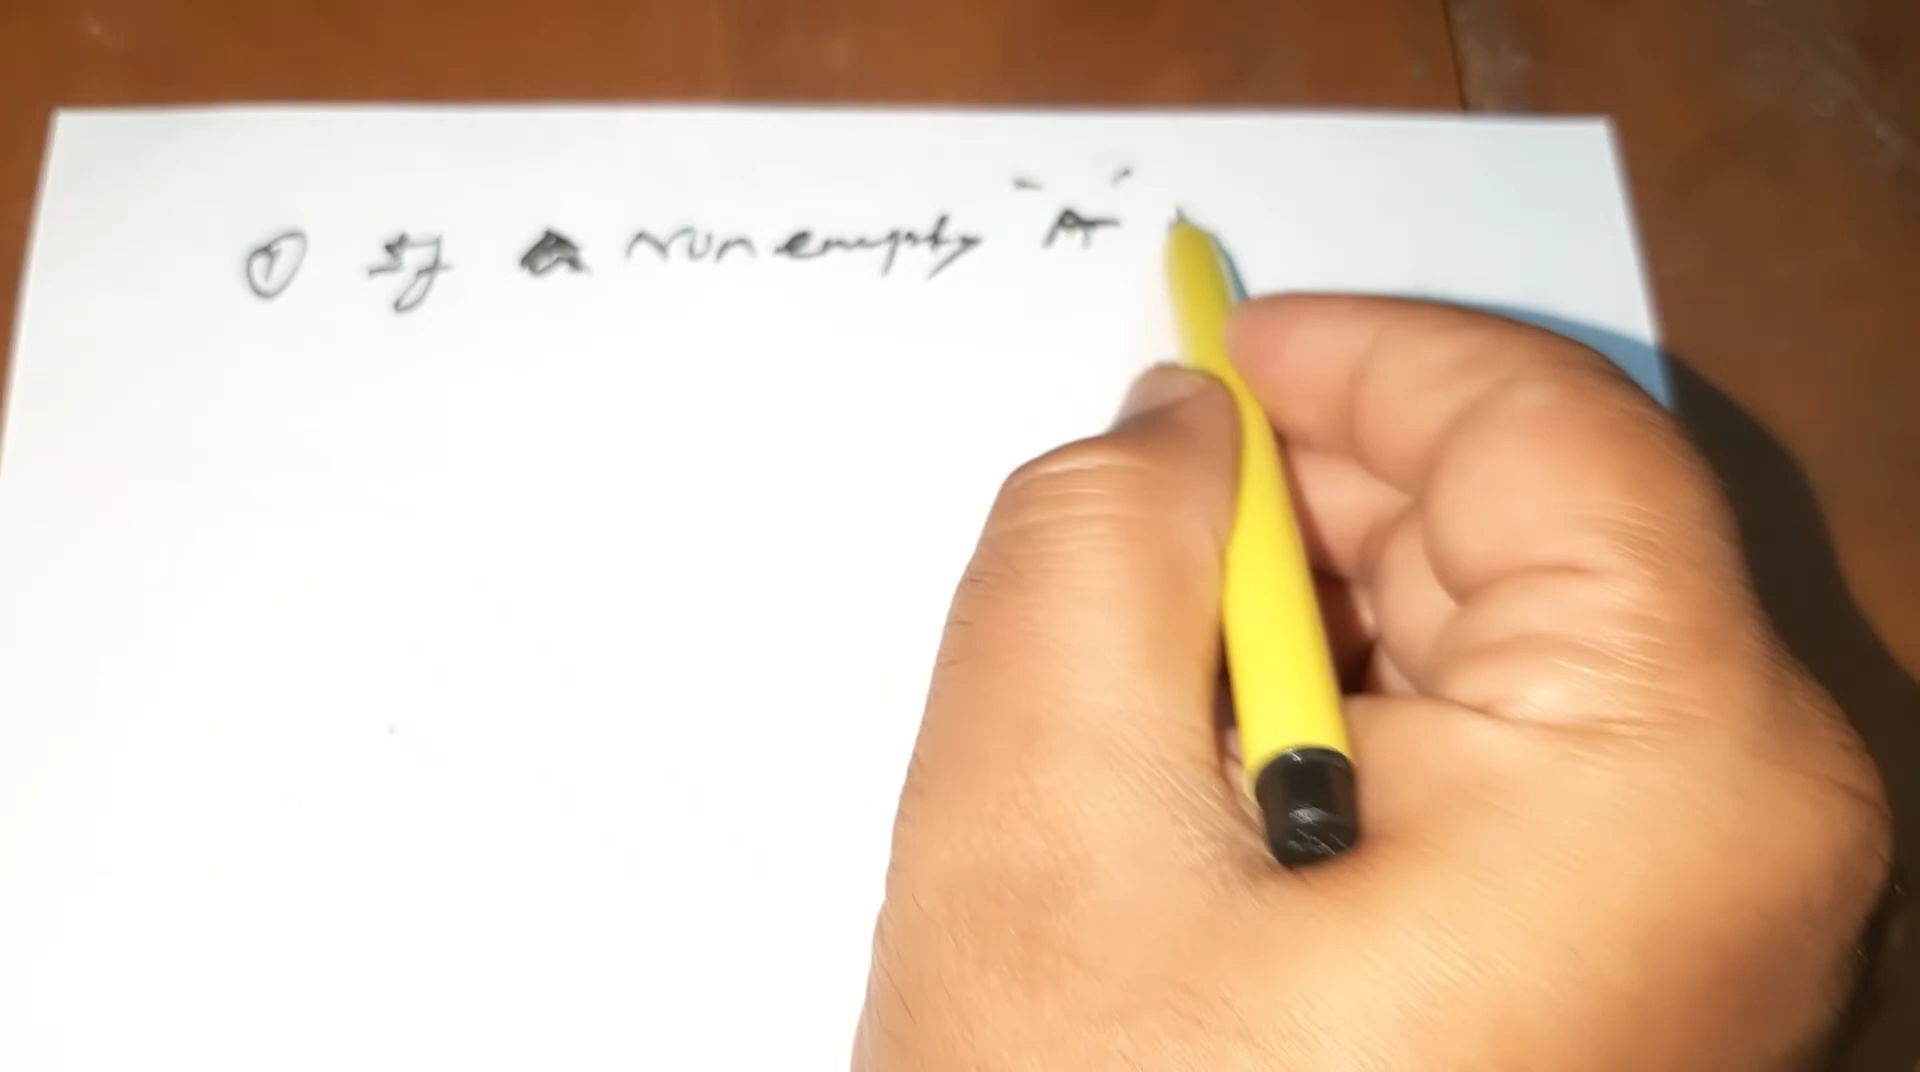 ① If a Nonempty "A"